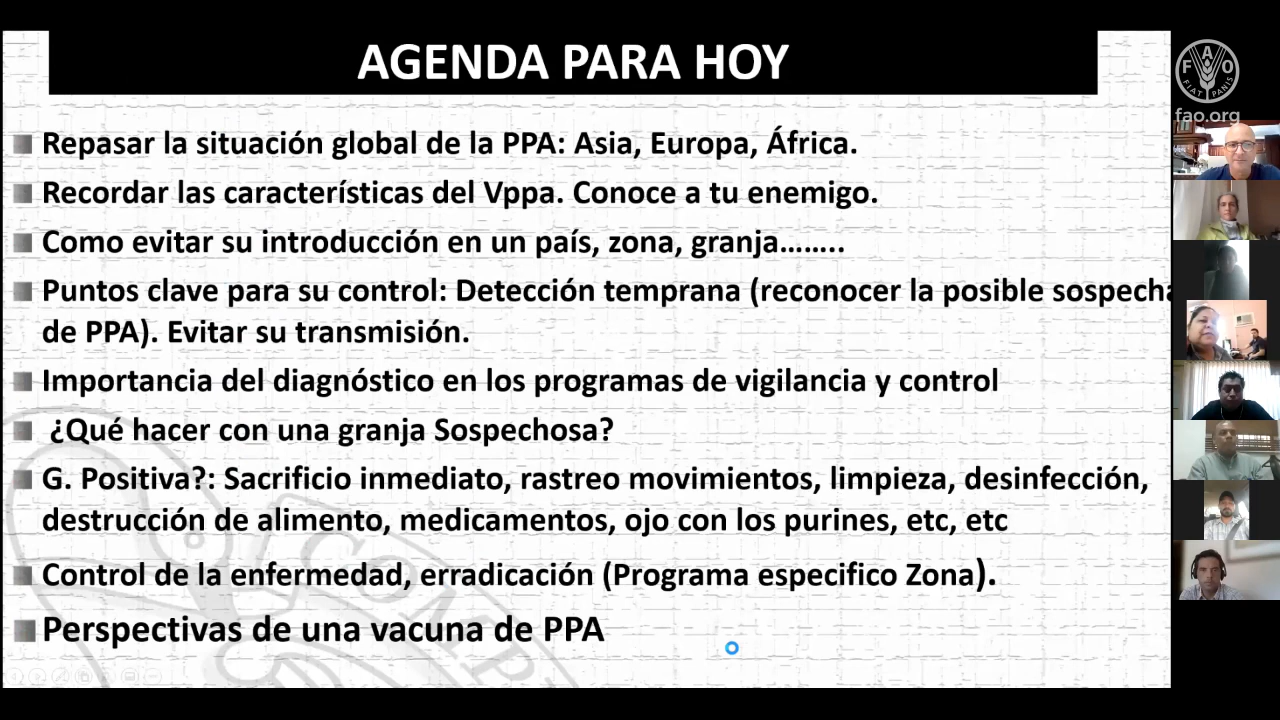 AGENDA PARA HOY
Repasar la situación global de la PPA: Asia, Europa, África.
Recordar las características del Vppa. Conoce a tu enemigo.
Como evitar su introducción en un país, zona, granja……..
Puntos clave para su control: Detección temprana (reconocer la posible sospecha
de PPA). Evitar su transmisión.
Importancia del diagnóstico en los programas de vigilancia y control
¿Qué hacer con una granja Sospechosa?
G. Positiva?: Sacrificio inmediato, rastreo movimientos, limpieza, desinfección,
destrucción de alimento, medicamentos, ojo con los purines, etc, etc
Control de la enfermedad, erradicación (Programa especifico Zona).
Perspectivas de una vacuna de PPA
F A O
FIAT PANIS
fao.org